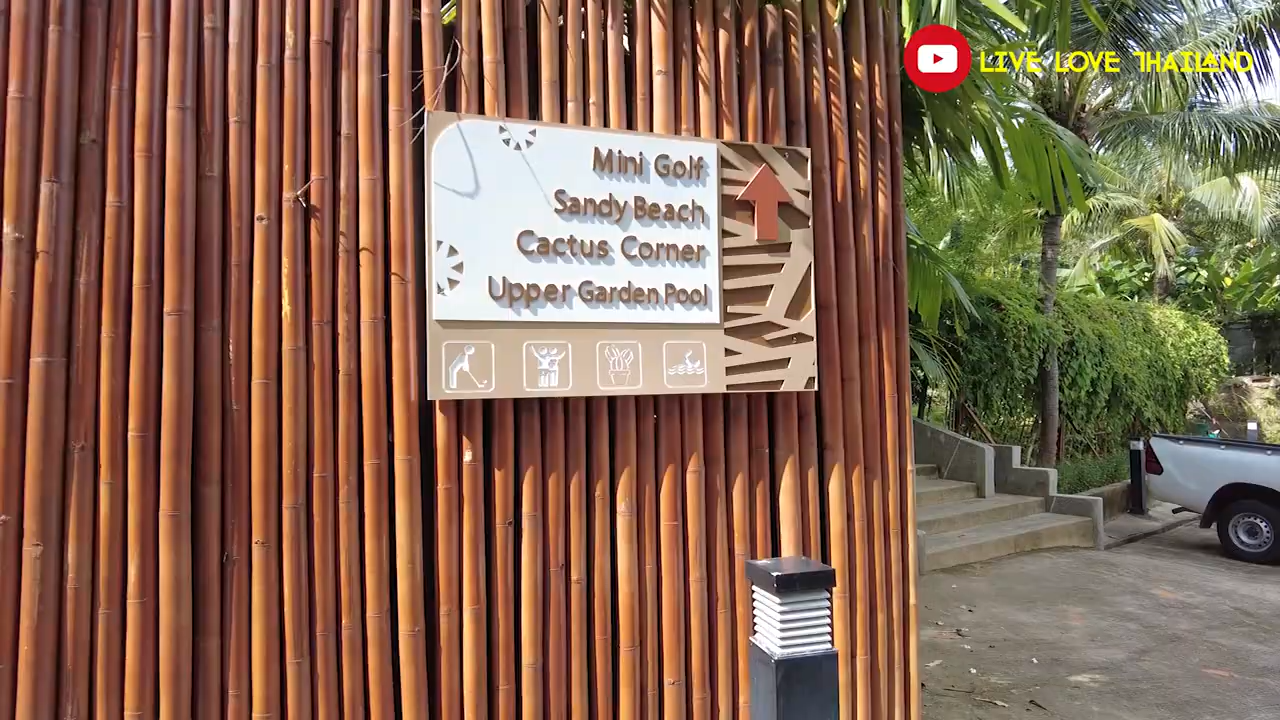 LIVE LOVE THAILAND
Mini Golf
Sandy Beach
Cactus Corner
Upper Garden Pool